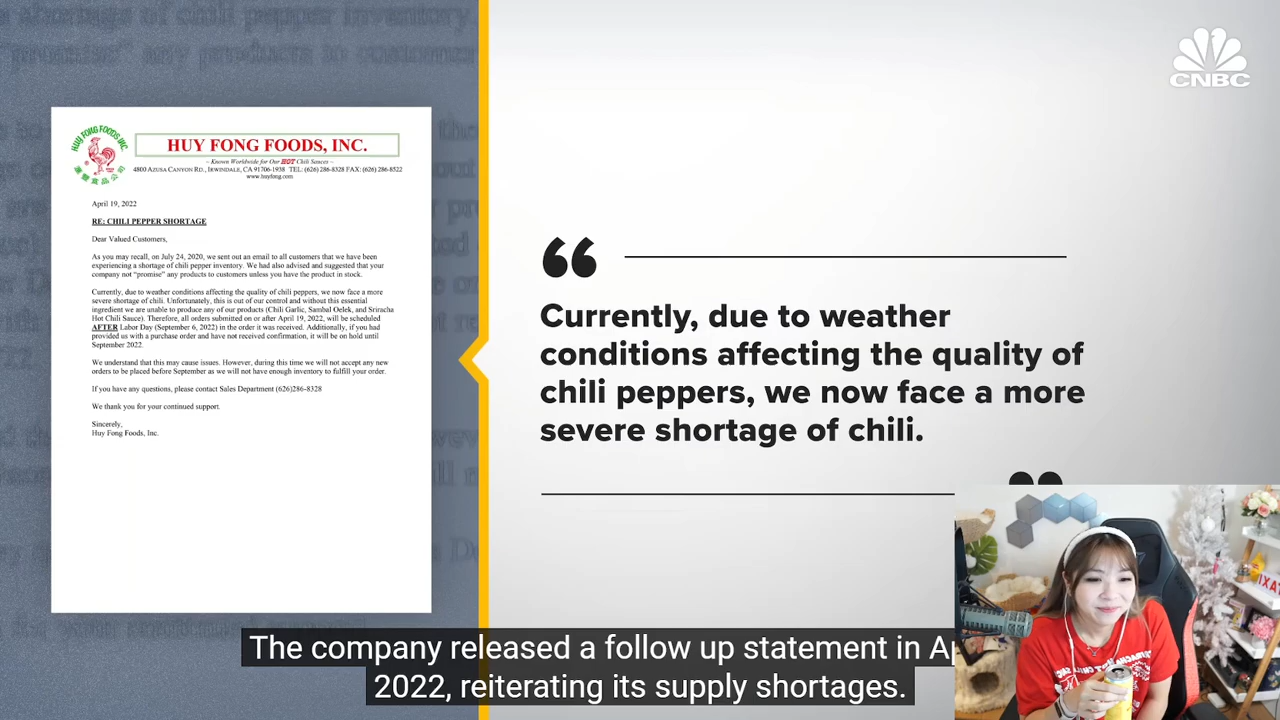 CNBC
HUY FONG FOODS, INC.
HUY FONG FOODS, INC.
~ Known Worldwide for Our HOT Chili Sauces ~
4800 AZUSA CANYON RD., IRWINDALE, CA 91706-1938 TEL: (626) 286-8328 FAX: (626) 286-8522
www.huyfong.com
April 19, 2022
RE: CHILI PEPPER SHORTAGE
Dear Valued Customers,
As you may recall, on July 24, 2020, we sent out an email to all customers that we have been
experiencing a shortage of chili pepper inventory. We had also advised and suggested that your
company not “promise” any products to customers unless you have the product in stock.
Currently, due to weather conditions affecting the quality of chili peppers, we now face a more
severe shortage of chili. Unfortunately, this is out of our control and without this essential
ingredient we are unable to produce any of our products (Chili Garlic, Sambal Oelek, and Sriracha
Hot Chili Sauce). Therefore, all orders submitted on or after April 19, 2022, will be scheduled
AFTER Labor Day (September 6, 2022) in the order it was received. Additionally, if you had
provided us with a purchase order and have not received confirmation, it will be on hold until
September 2022.
We understand that this may cause issues. However, during this time we will not accept any new
orders to be placed before September as we will not have enough inventory to fulfill your order.
If you have any questions, please contact Sales Department (626)286-8328
We thank you for your continued support.
Sincerely,
Huy Fong Foods, Inc.
“
Currently, due to weather
conditions affecting the quality of
chili peppers, we now face a more
severe shortage of chili.
”
The company released a follow up statement in Ap
2022, reiterating its supply shortages.